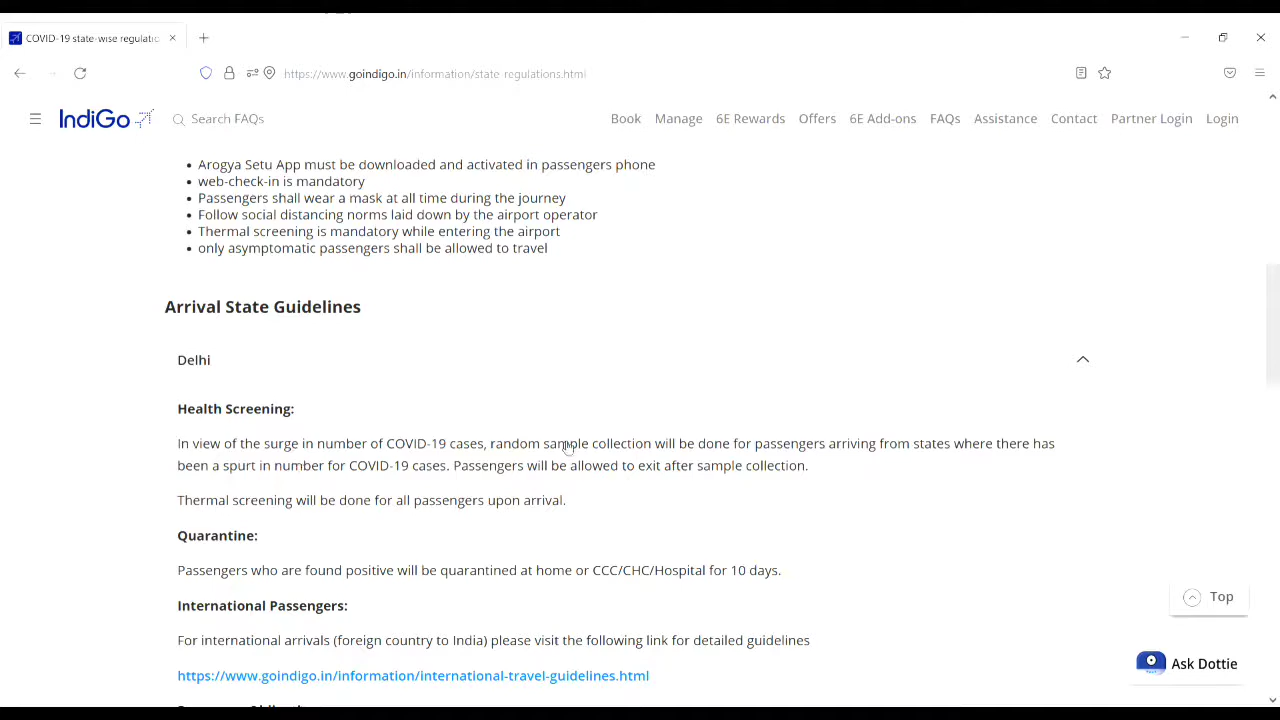 COVID-19 state-wise regulatio
https://www.goindigo.in/information/state-regulations.html
IndiGo
Search FAQs
Book Manage 6E Rewards Offers 6E Add-ons FAQs Assistance Contact Partner Login Login
• Arogya Setu App must be downloaded and activated in passengers phone
• web-check-in is mandatory
• Passengers shall wear a mask at all time during the journey
• Follow social distancing norms laid down by the airport operator
• Thermal screening is mandatory while entering the airport
• only asymptomatic passengers shall be allowed to travel
Arrival State Guidelines
Delhi
Health Screening:
In view of the surge in number of COVID-19 cases, random sample collection will be done for passengers arriving from states where there has
been a spurt in number for COVID-19 cases. Passengers will be allowed to exit after sample collection.
Thermal screening will be done for all passengers upon arrival.
Quarantine:
Passengers who are found positive will be quarantined at home or CCC/CHC/Hospital for 10 days.
International Passengers:
For international arrivals (foreign country to India) please visit the following link for detailed guidelines
https://www.goindigo.in/information/international-travel-guidelines.html
Top
Ask Dottie